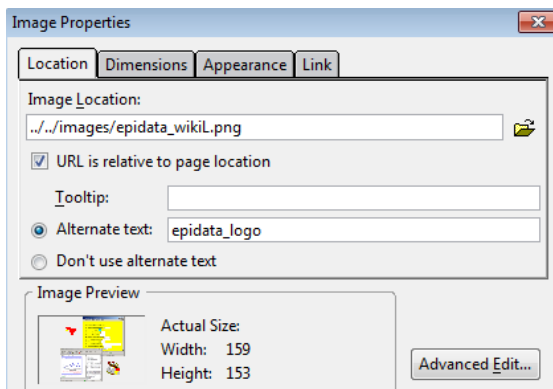 Image Properties
Location Dimensions Appearance Link
Image Location:
../../images/epidata_wikiL.png
URL is relative to page location
Tooltip:
Alternate text: epidata_logo
Don't use alternate text
Image Preview
Actual Size:
Width: 159
Height: 153
Advanced Edit...